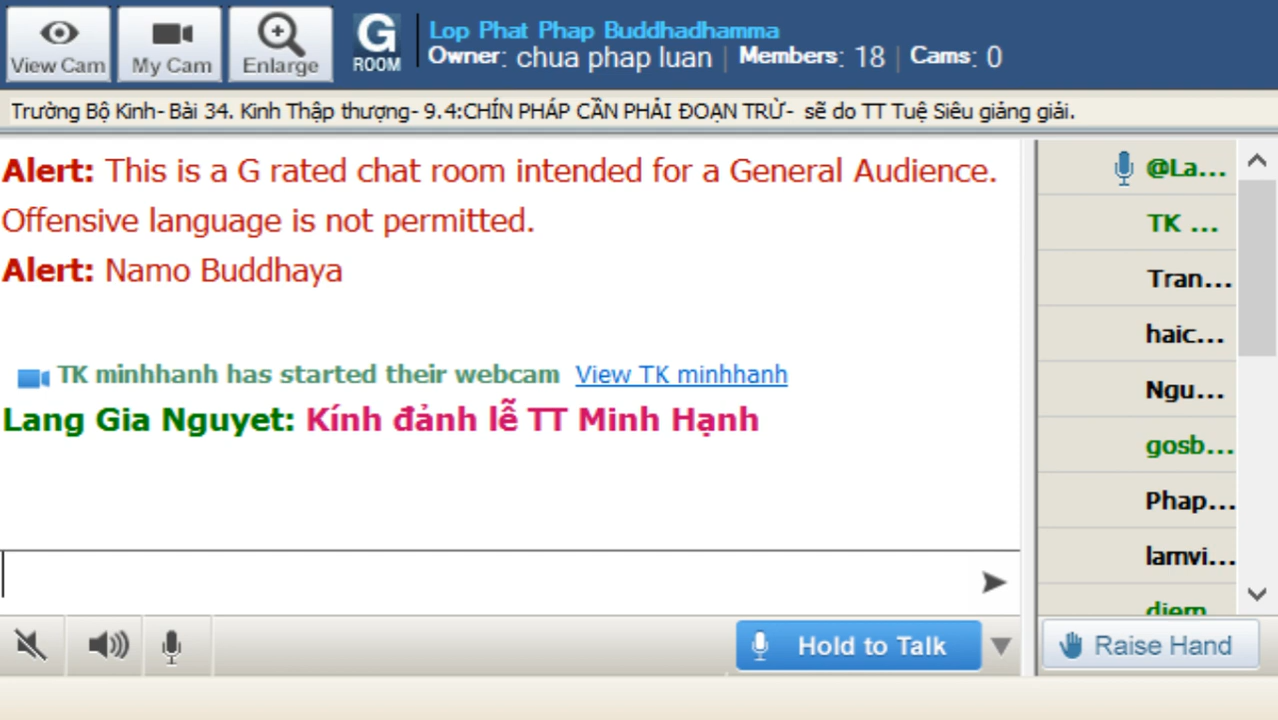 View Cam
My Cam
Enlarge
G
ROOM
Lop Phat Phap Buddhadhamma
Owner: chua phap luan | Members: 18 | Cams: 0
Trường Bộ Kinh- Bài 34. Kinh Thập thượng- 9.4:CHÍN PHÁP CẦN PHẢI ĐOẠN TRỪ- sẽ do TT Tuệ Siêu giảng giải.
Alert: This is a G rated chat room intended for a General Audience.
Offensive language is not permitted.
Alert: Namo Buddhaya
TK minhhanh has started their webcam View TK minhhanh
Lang Gia Nguyet: Kính đảnh lễ TT Minh Hạnh
@La...
TK ...
Tran...
haic...
Ngu...
gosb...
Phap...
lamvi...
diem
Hold to Talk
Raise Hand